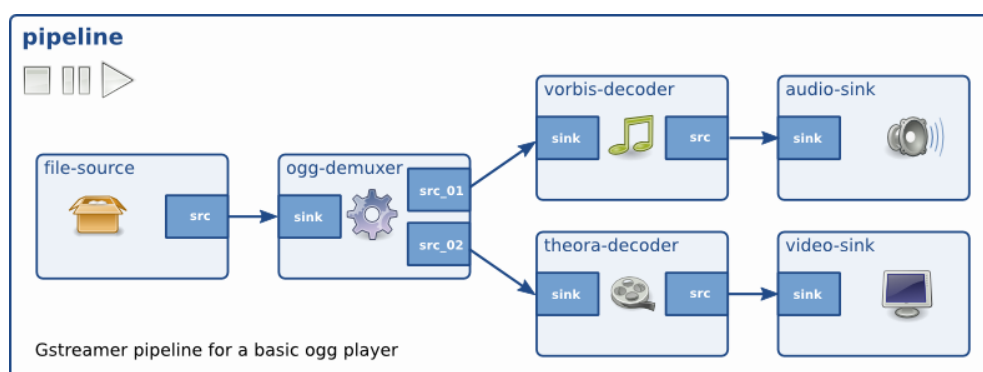 pipeline
file-source
src
ogg-demuxer
sink
src_01
src_02
vorbis-decoder
sink
src
audio-sink
sink
theora-decoder
sink
src
video-sink
sink
Gstreamer pipeline for a basic ogg player